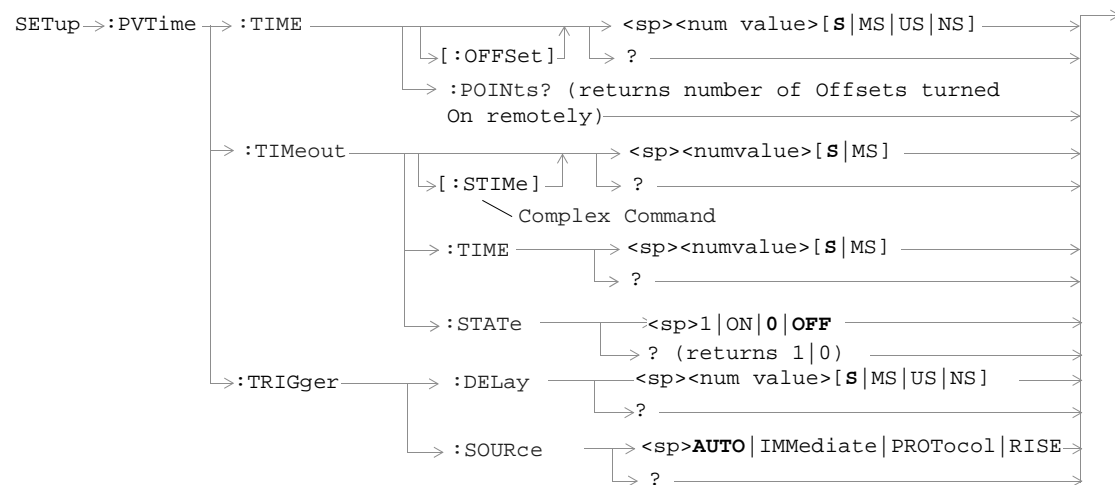 SETup :PVTime :TIME <sp><num value>[S|MS|US|NS]
[:OFFSet] ?
:POINts? (returns number of Offsets turned
On remotely)
:TIMeout <sp><numvalue>[S|MS]
[:STIMe] ?
Complex Command
:TIME <sp><numvalue>[S|MS]
?
:STATe <sp>1|ON|0|OFF
? (returns 1|0)
:TRIGger :DELay <sp><num value>[S|MS|US|NS]
?
:SOURce <sp>AUTO|IMMediate|PROTocol|RISE
?